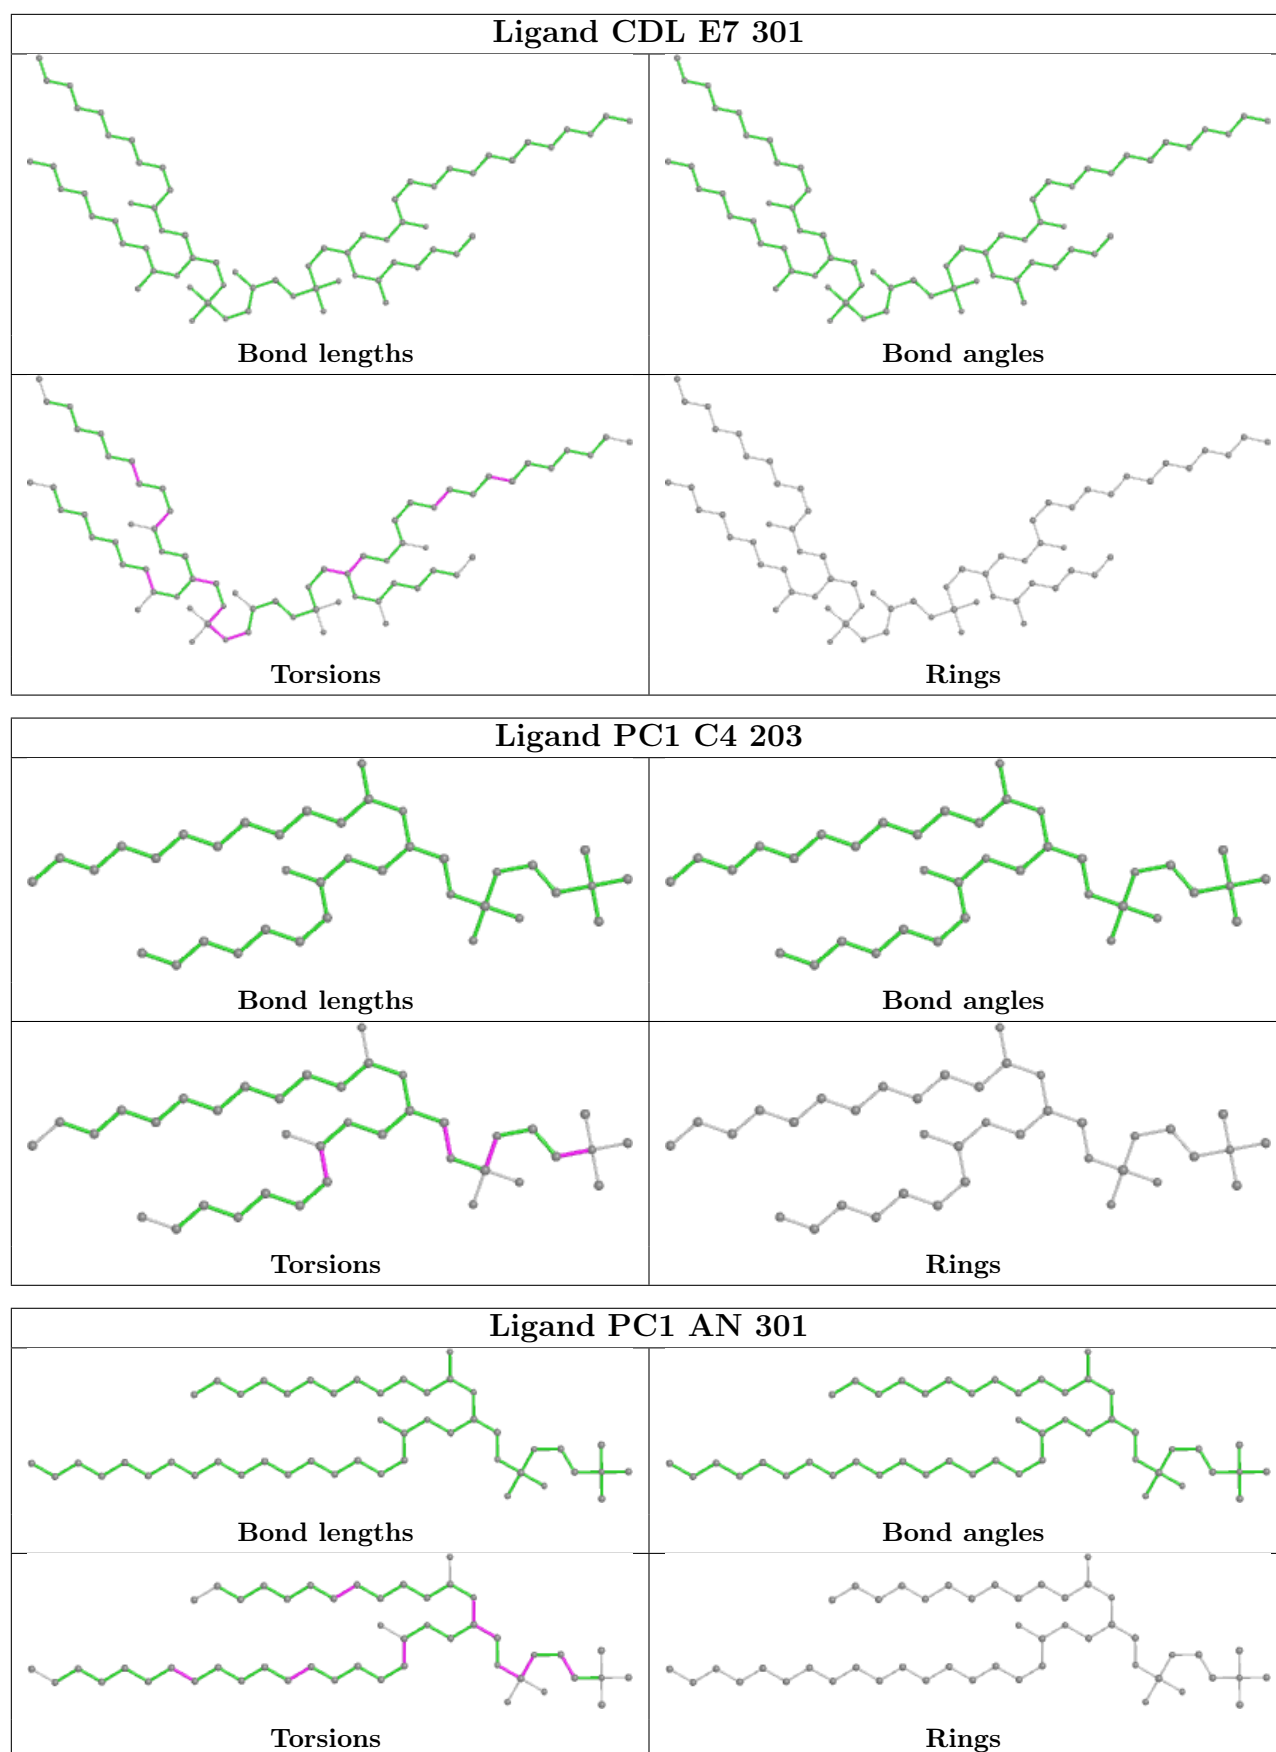 Ligand CDL E7 301
Bond lengths
Bond angles
Torsions
Rings
Ligand PC1 C4 203
Bond lengths
Bond angles
Torsions
Rings
Ligand PC1 AN 301
Bond lengths
Bond angles
Torsions
Rings